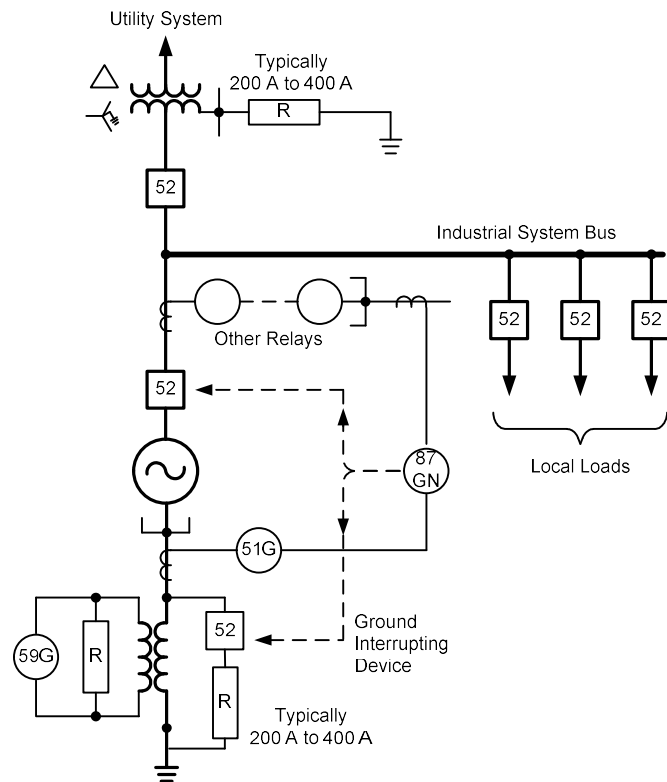 Utility System
Typically
200 A to 400 A
R
52
Industrial System Bus
Other Relays
52
52
52
52
Local Loads
87
GN
51G
59G
R
52
R
Ground
Interrupting
Device
Typically
200 A to 400 A